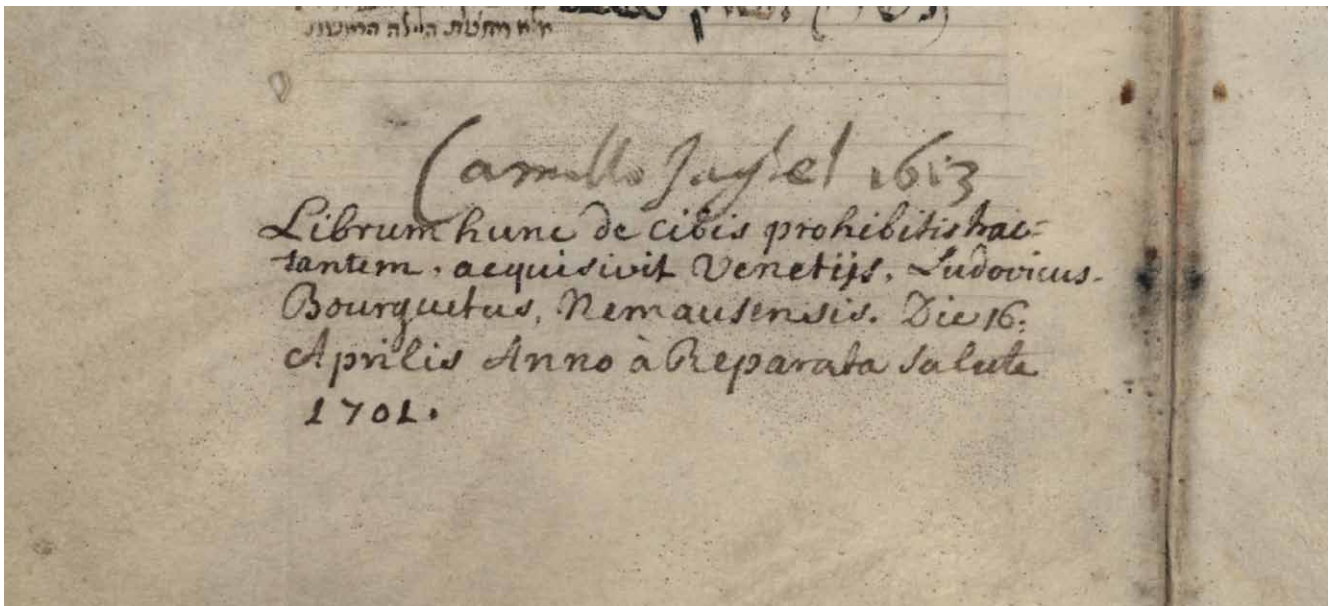 Camillo Jaghel 1613
Librum hunc de cibis prohibitis trac=
tantem, acquisivit Venetijs, Ludovicus
Bourguetus, Nemausensis. Die 16.
Aprilis Anno à Reparata Salute
1701.